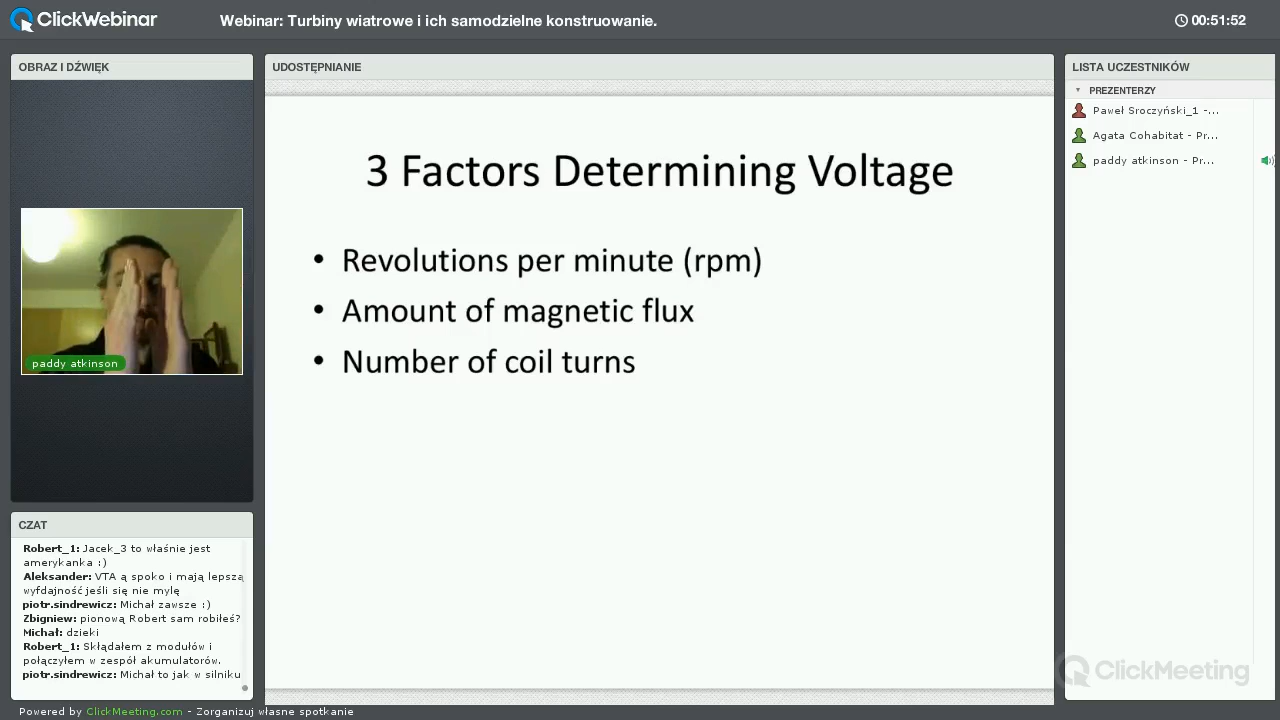 ClickWebinar
Webinar: Turbiny wiatrowe i ich samodzielne konstruowanie.
00:51:52
OBRAZ I DŹWIĘK
paddy atkinson
CZAT
Robert_1: Jacek_3 to właśnie jest
amerykanka :)
Aleksander: VTA ą spoko i mają lepszą
wyfdajność jeśli się nie mylę
piotr.sindrewicz: Michał zawsze :)
Zbigniew: pionową Robert sam robiłeś?
Michał: dzieki
Robert_1: Skłądałem z modułów i
połączyłem w zespół akumulatorów.
piotr.sindrewicz: Michał to jak w silniku
UDOSTĘPNIANIE
3 Factors Determining Voltage
• Revolutions per minute (rpm)
• Amount of magnetic flux
• Number of coil turns
LISTA UCZESTNIKÓW
PREZENTERZY
Paweł Sroczyński_1 -...
Agata Cohabitat - Pr...
paddy atkinson - Pr...
ClickMeeting
Powered by ClickMeeting.com - Zorganizuj własne spotkanie